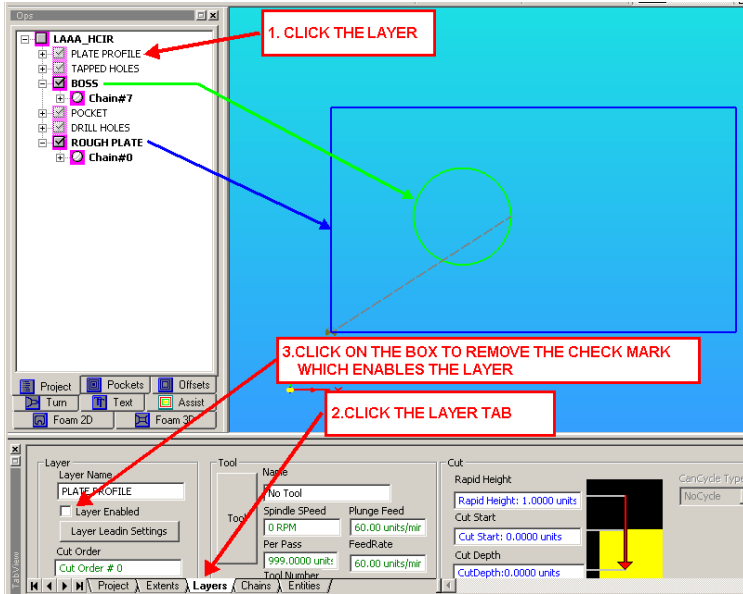 Ops
1. CLICK THE LAYER
LAAA_HCIR
PLATE PROFILE
TAPPED HOLES
BOSS
Chain#7
POCKET
DRILL HOLES
ROUGH PLATE
Chain#0
3.CLICK ON THE BOX TO REMOVE THE CHECK MARK
WHICH ENABLES THE LAYER
2.CLICK THE LAYER TAB
Project Pockets Offsets
Turn Text Assist
Foam 2D Foam 3D
TabView
Layer
Layer Name
PLATE PROFILE
Layer Enabled
Layer Leadin Settings
Cut Order
Cut Order # 0
Tool
Tool
Name
No Tool
Spindle SPeed Plunge Feed
0 RPM 60.00 units/mir
Per Pass FeedRate
999.0000 units 60.00 units/mir
Tool Number
Cut
Rapid Height
Rapid Height: 1.0000 units
Cut Start
Cut Start: 0.0000 units
Cut Depth
CutDepth:0.0000 units
CanCycle Type
NoCycle
Project Extents Layers Chains Entities